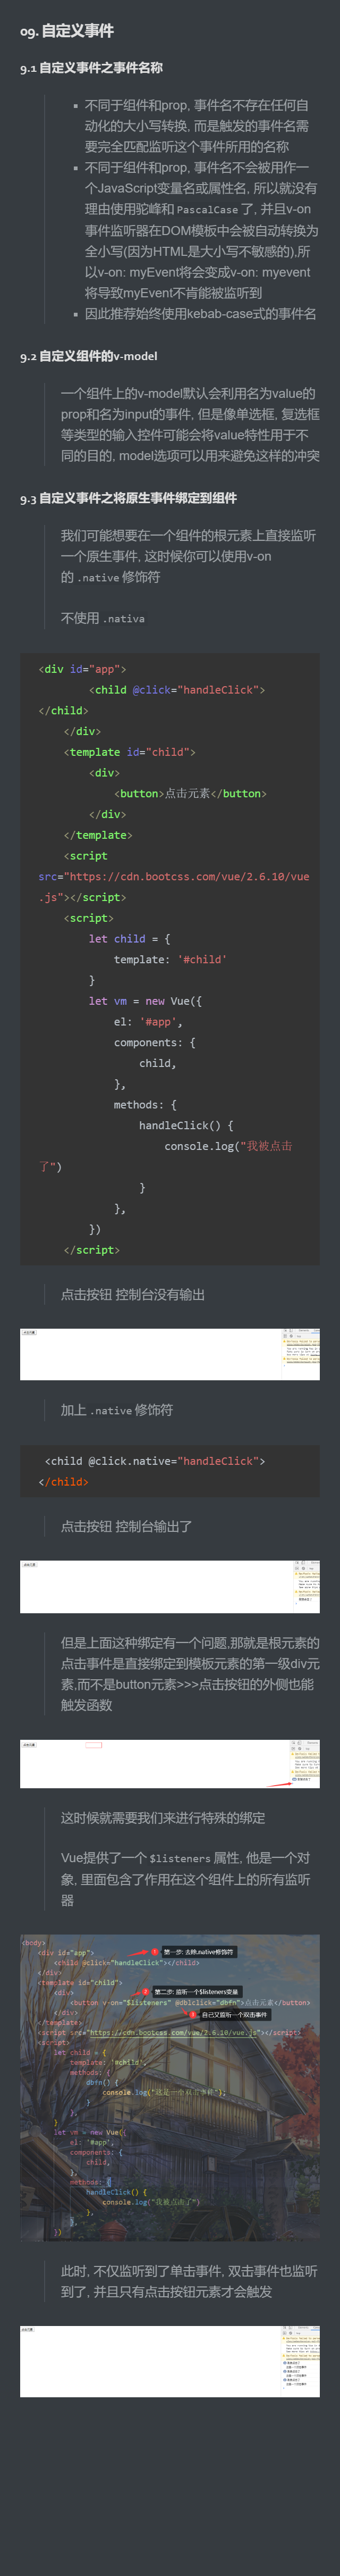 09. 自定义事件
9.1 自定义事件之事件名称
不同于组件和prop, 事件名不存在任何自
动化的大小写转换, 而是触发的事件名需
要完全匹配监听这个事件所用的名称
不同于组件和prop, 事件名不会被用作一
个JavaScript变量名或属性名, 所以就没有
理由使用驼峰和 PascalCase 了, 并且v-on
事件监听器在DOM模板中会被自动转换为
全小写(因为HTML是大小写不敏感的),所
以v-on: myEvent将会变成v-on: myevent
将导致myEvent不肯能被监听到
因此推荐始终使用kebab-case式的事件名
9.2 自定义组件的v-model
一个组件上的v-model默认会利用名为value的
prop和名为input的事件, 但是像单选框, 复选框
等类型的输入控件可能会将value特性用于不
同的目的, model选项可以用来避免这样的冲突
9.3 自定义事件之将原生事件绑定到组件
我们可能想要在一个组件的根元素上直接监听
一个原生事件, 这时候你可以使用v-on
的 .native 修饰符
不使用 .nativa
<div id="app">
<child @click="handleClick">
</child>
</div>
<template id="child">
<div>
<button>点击元素</button>
</div>
</template>
<script
src="https://cdn.bootcss.com/vue/2.6.10/vue
.js"></script>
<script>
let child = {
template: '#child'
}
let vm = new Vue({
el: '#app',
components: {
child,
},
methods: {
handleClick() {
console.log("我被点击
了")
}
},
})
</script>
点击按钮 控制台没有输出
加上 .native 修饰符
<child @click.native="handleClick">
</child>
点击按钮 控制台输出了
但是上面这种绑定有一个问题,那就是根元素的
点击事件是直接绑定到模板元素的第一级div元
素,而不是button元素>>>点击按钮的外侧也能
触发函数
这时候就需要我们来进行特殊的绑定
Vue提供了一个 $listeners 属性, 他是一个对
象, 里面包含了作用在这个组件上的所有监听
器
<body>
<div id="app"> 1 第一步: 去除.native修饰符
<child @click="handleClick"></child>
</div>
<template id="child">
<div> 2 第二步: 监听一个$listeners变量
<button v-on="$listeners" @dblclick="dbfn">点击元素</button>
</div> 3 自己又监听一个双击事件
</template>
<script src="https://cdn.bootcss.com/vue/2.6.10/vue.js"></script>
<script>
let child = {
template: '#child',
methods: {
dbfn() {
console.log("这是一个双击事件");
}
},
}
let vm = new Vue({
el: '#app',
components: {
child,
},
methods: {
handleClick() {
console.log("我被点击了")
},
},
})
此时, 不仅监听到了单击事件, 双击事件也监听
到了, 并且只有点击按钮元素才会触发